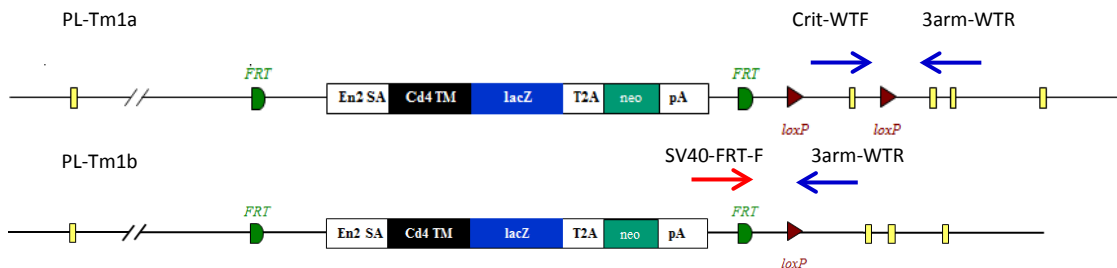 PL-Tm1a Crit-WTF 3arm-WTR
FRT FRT
En2 SA Cd4 TM lacZ T2A neo pA
loxP loxP
PL-Tm1b SV40-FRT-F 3arm-WTR
FRT FRT
En2 SA Cd4 TM lacZ T2A neo pA
loxP